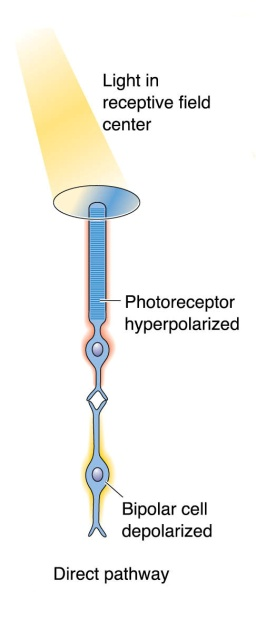 Light in
receptive field
center
Photoreceptor
hyperpolarized
Bipolar cell
depolarized
Direct pathway